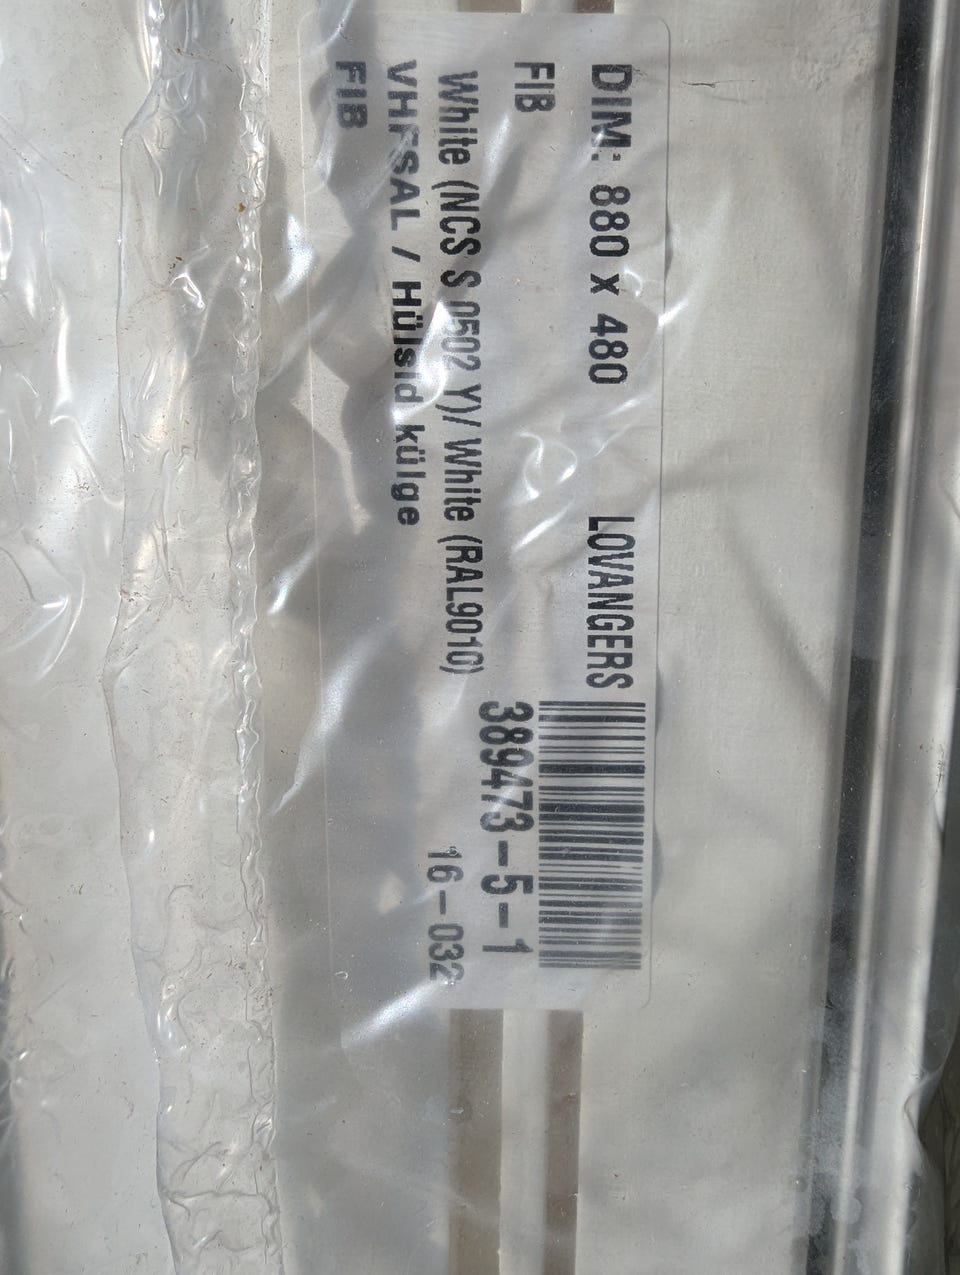 DIM: 880 x 480 LOVANGERS
FIB
389473-5-1
White (NCS S 0502 Y)/ White (RAL9010)
16-032
VHFSAL / Hülsid külge
FIB